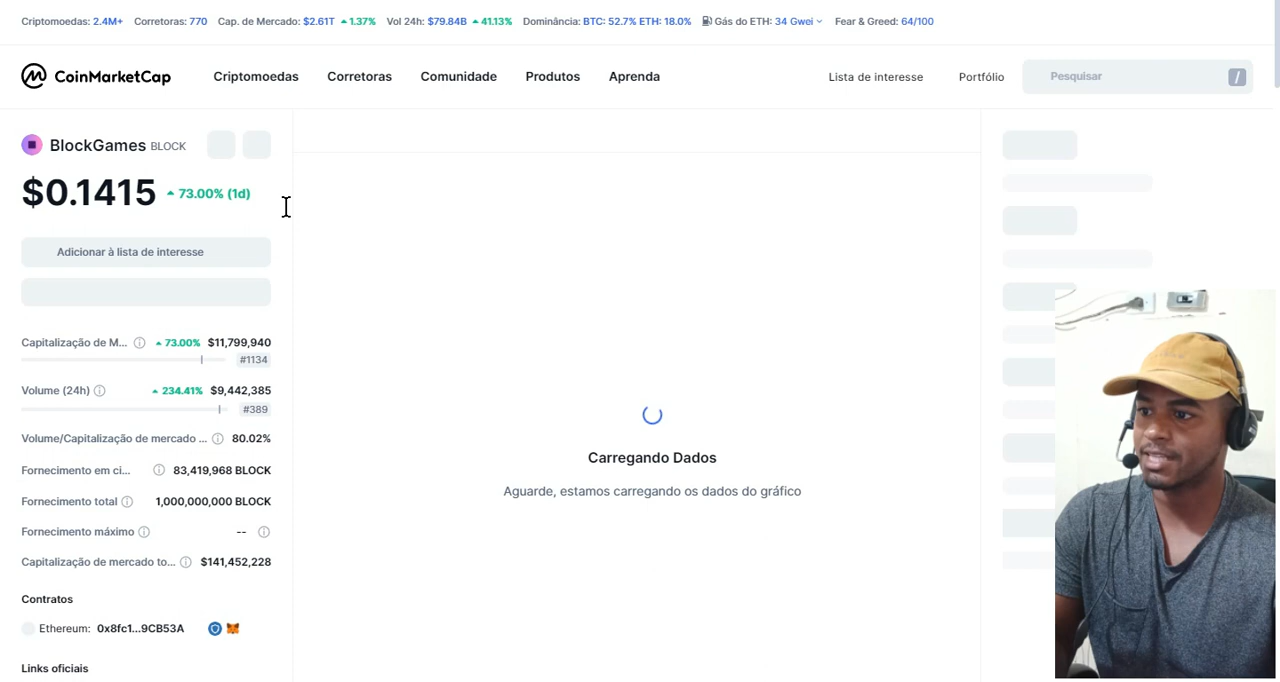 Criptomoedas: 2.4M+ Corretoras: 770 Cap. de Mercado: $2.61T 1.37% Vol 24h: $79.84B 41.13% Dominância: BTC: 52.7% ETH: 18.0% Gás do ETH: 34 Gwei Fear & Greed: 64/100
CoinMarketCap Criptomoedas Corretoras Comunidade Produtos Aprenda Lista de interesse Portfólio Pesquisar /
BlockGames BLOCK
$0.1415 73.00% (1d)
Adicionar à lista de interesse
Capitalização de M... 73.00% $11,799,940
#1134
Volume (24h) 234.41% $9,442,385
#389
Volume/Capitalização de mercado ... 80.02%
Fornecimento em ci... 83,419,968 BLOCK
Fornecimento total 1,000,000,000 BLOCK
Fornecimento máximo --
Capitalização de mercado to... $141,452,228
Contratos
Ethereum: 0x8fc1...9CB53A
Links oficiais
Carregando Dados
Aguarde, estamos carregando os dados do gráfico